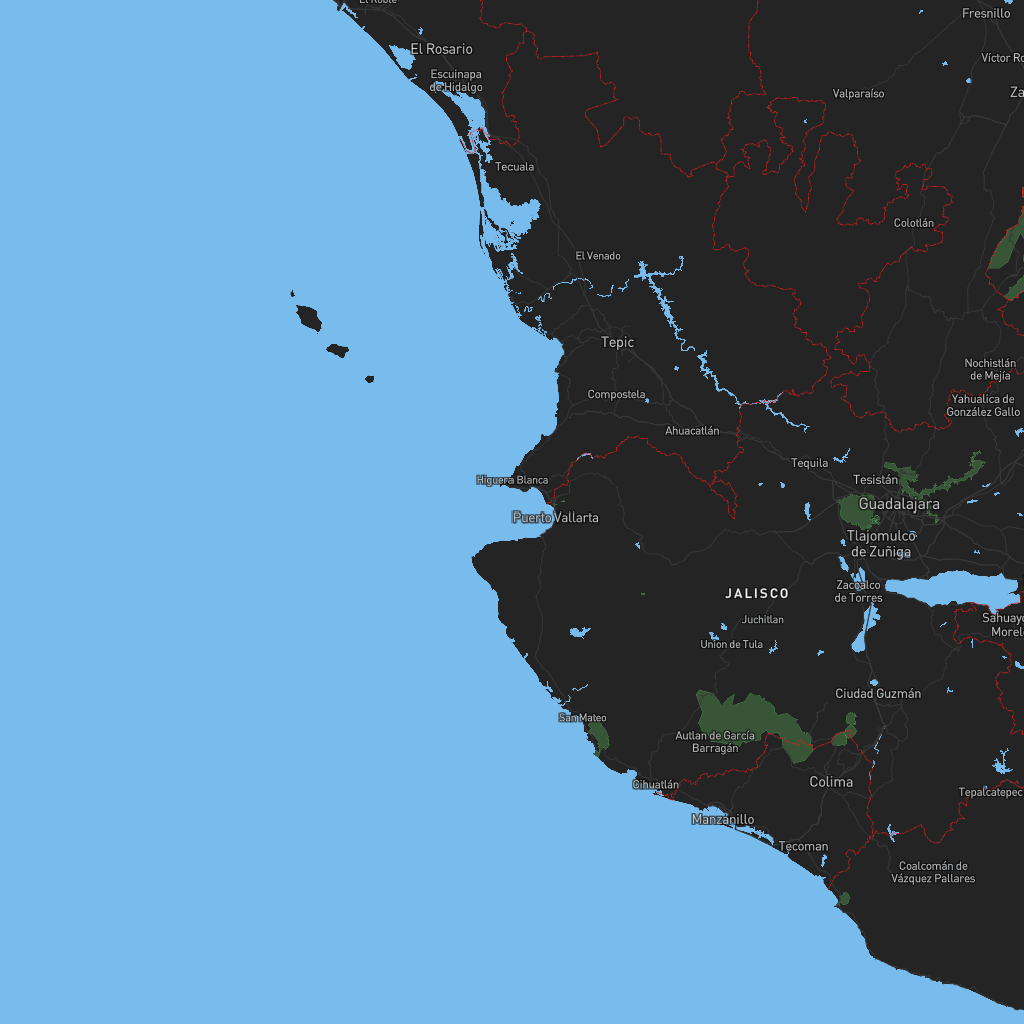 El Roble
Fresnillo
El Rosario
Víctor Ro
Escuinapa
de Hidalgo
Valparaíso
Za
Tecuala
Colotlán
El Venado
Tepic
Nochistlán
de Mejía
Compostela
Yahualica de
González Gallo
Ahuacatlán
Tequila
Higuera Blanca
Tesistán
Guadalajara
Puerto Vallarta
Tlajomulco
de Zuñiga
Zacoalco
de Torres
JALISCO
Juchitlan
Sahuayo
Morelo
Union de Tula
Ciudad Guzmán
San Mateo
Autlan de García
Barragán
Cihuatlán
Colima
Tepalcatepec
Manzanillo
Tecoman
Coalcomán de
Vázquez Pallares